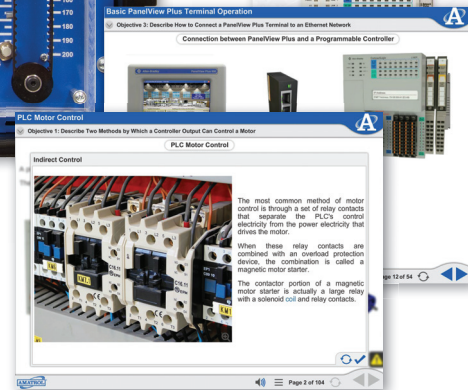 160
170
180
190
200
Basic PanelView Plus Terminal Operation
Objective 3: Describe How to Connect a PanelView Plus Terminal to an Ethernet Network
Connection between PanelView Plus and a Programmable Controller
PLC Motor Control
Objective 1: Describe Two Methods by Which a Controller Output Can Control a Motor
PLC Motor Control
Indirect Control
The most common method of motor
control is through a set of relay contacts
that separate the PLC's control
electricity from the power electricity that
drives the motor.
When these relay contacts are
combined with an overload protection
device, the combination is called a
magnetic motor starter.
The contactor portion of a magnetic
motor starter is actually a large relay
with a solenoid coil and relay contacts.
AMATROL
Page 2 of 104
12 of 54